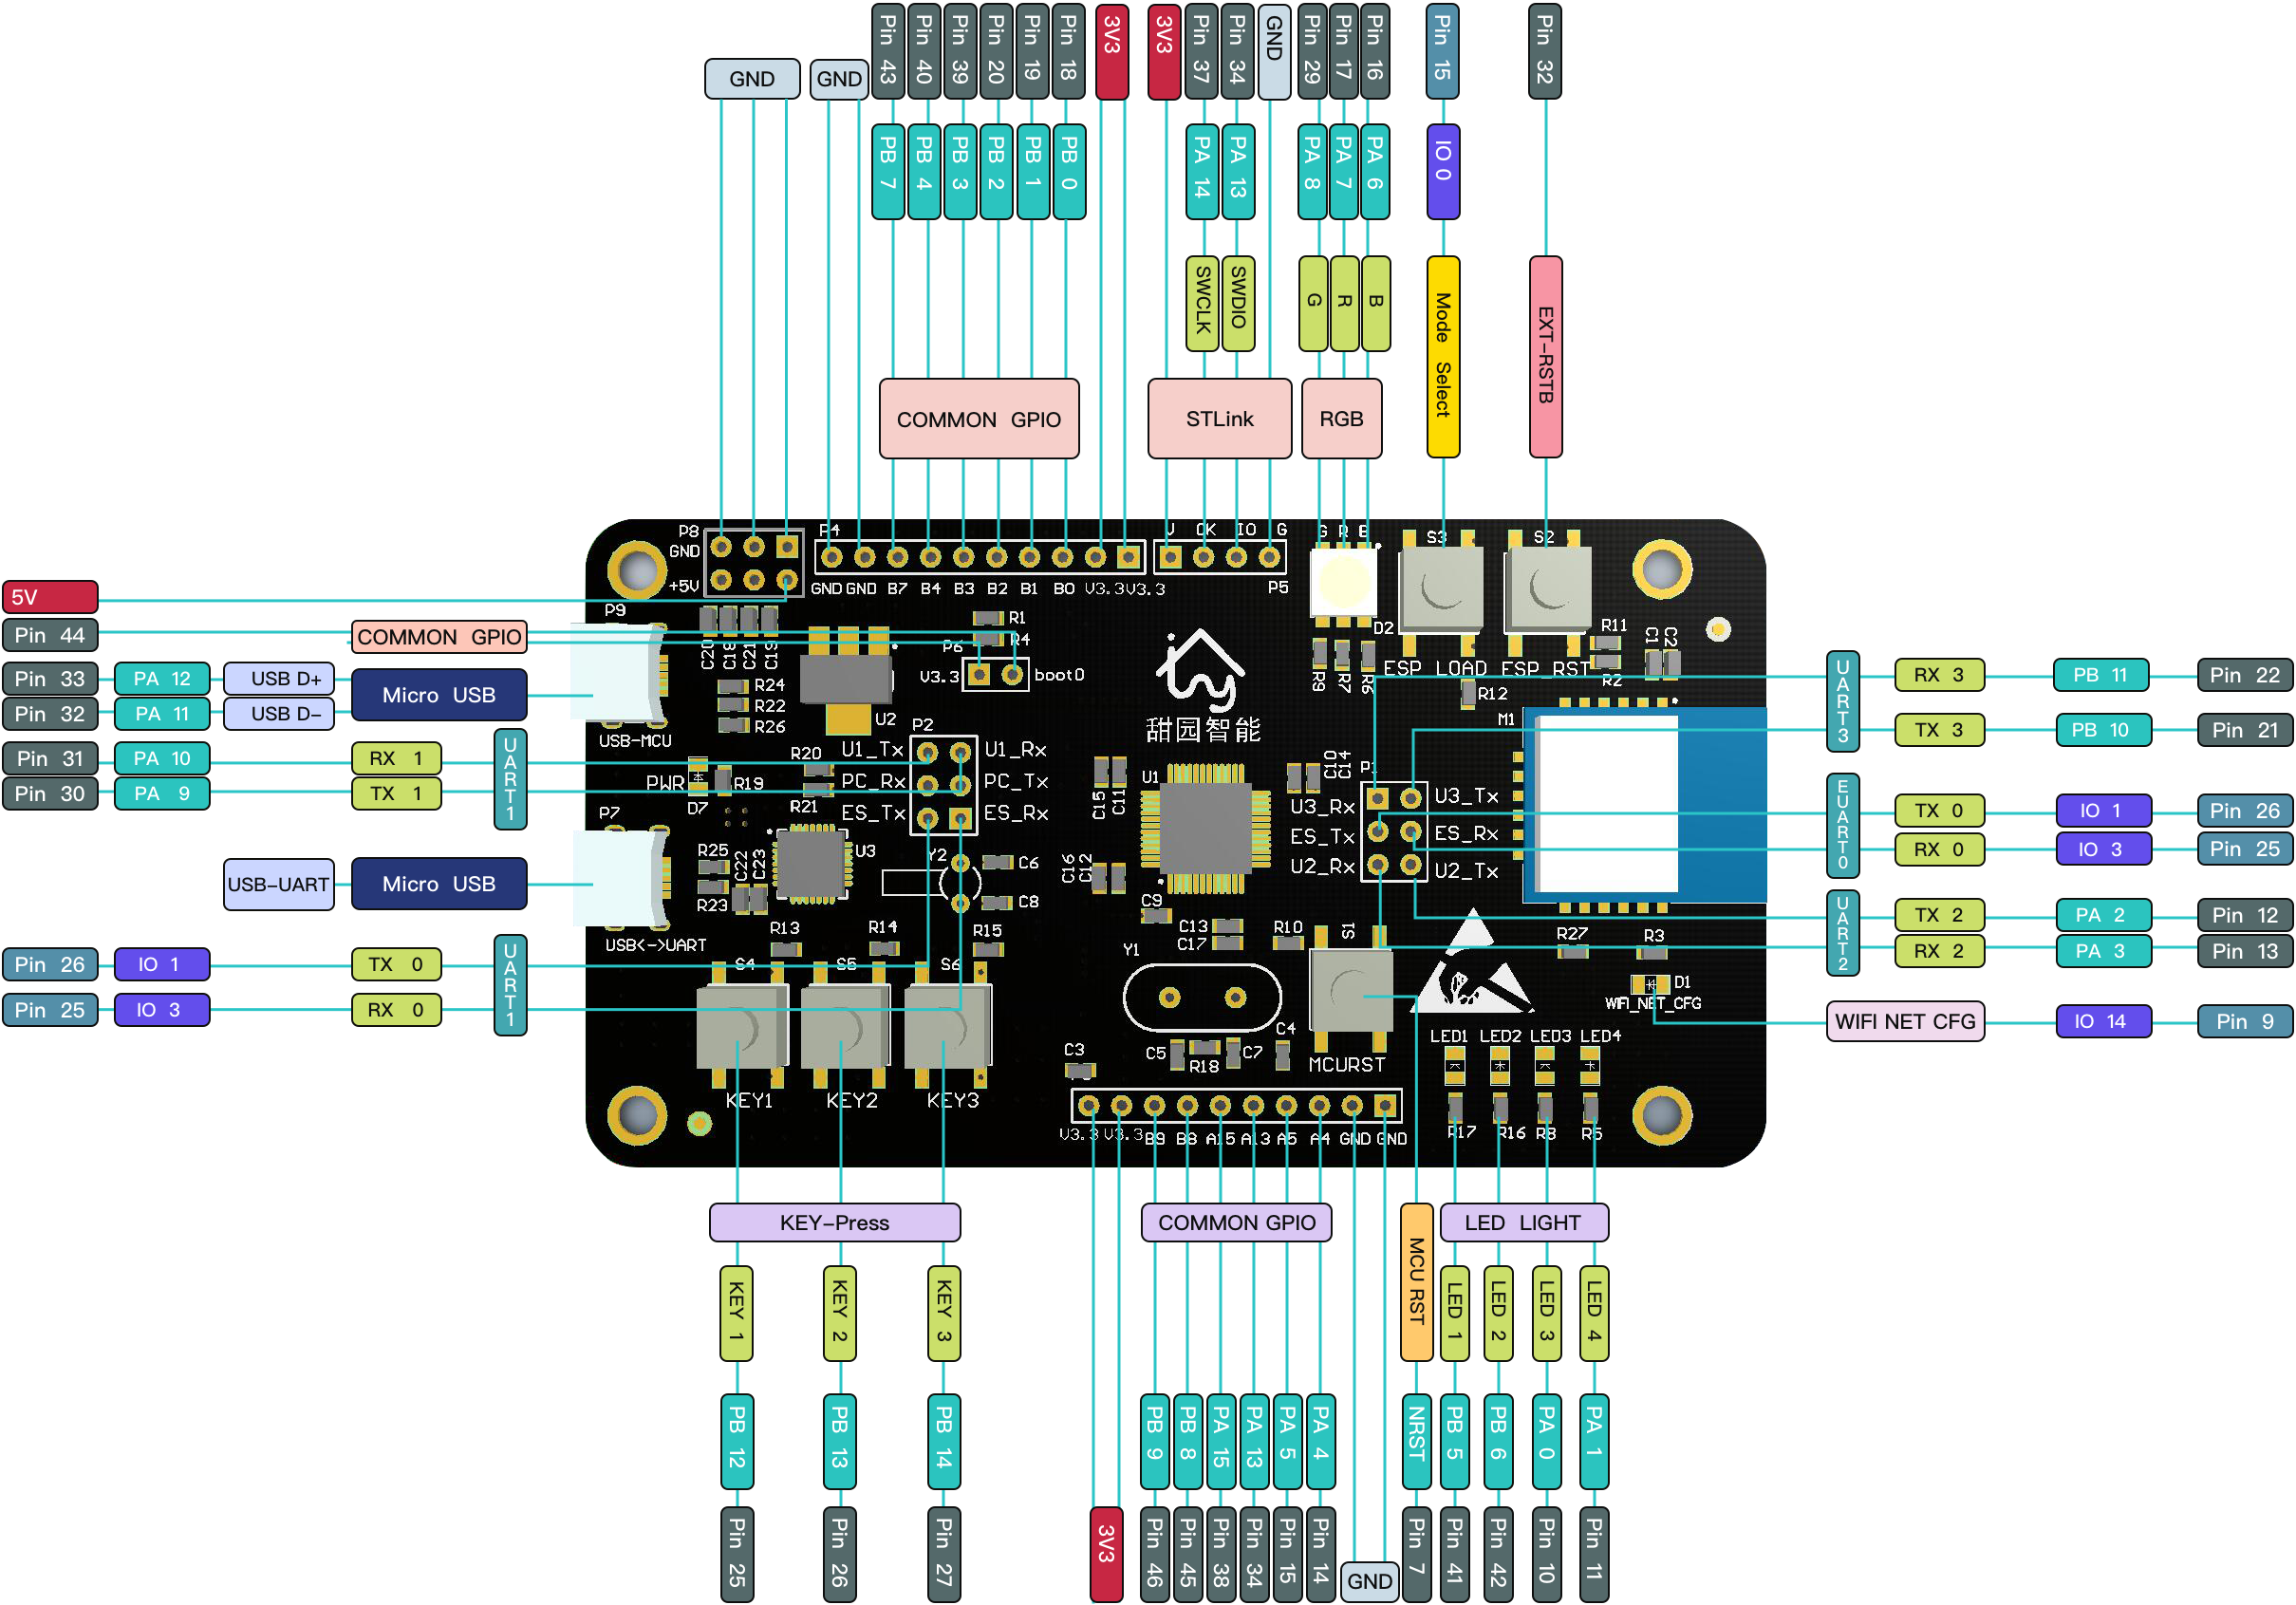 Pin 43
Pin 40
Pin 39
Pin 20
Pin 19
Pin 18
3V3
3V3
Pin 37
Pin 34
GND
Pin 29
Pin 17
Pin 16
Pin 15
Pin 32
GND
GND
PB 7
PB 4
PB 3
PB 2
PB 1
PB 0
PA 14
PA 13
PA 8
PA 7
PA 6
IO 0
SWCLK
SWDIO
G
R
B
Mode Select
EXT-RSTB
COMMON GPIO
STLink
RGB
P8
GND
+5V
P4
GND GND B7 B4 B3 B2 B1 B0 V3.3 V3.3
V CK IO G
P5
G R B
D2
S3
S2
ESP LOAD
ESP_RST
R11
R2
C1
C2
R12
R9
R7
R6
5V
Pin 44
COMMON GPIO
Pin 33
PA 12
USB D+
Pin 32
PA 11
USB D-
Micro USB
Pin 31
PA 10
RX 1
Pin 30
PA 9
TX 1
UART1
USB-UART
Micro USB
Pin 26
IO 1
TX 0
Pin 25
IO 3
RX 0
UART1
P9
USB-MCU
C20
C18
C21
C19
R24
R22
R26
U2
R1
R4
P6
V3.3
boot0
甜园智能
P2
U1_Tx
U1_Rx
PC_Rx
PC_Tx
ES_Tx
ES_Rx
PWR
D7
R19
R20
R21
P7
USB<->UART
R25
R23
C22
C23
U3
Y2
C6
C8
R13
R14
R15
S4
S5
S6
KEY1
KEY2
KEY3
C15
C11
U1
C16
C12
C9
C13
C17
R10
C10
C14
P1
U3_Rx
U3_Tx
ES_Tx
ES_Rx
U2_Rx
U2_Tx
M1
Y1
S1
MCURST
C5
R18
C7
C4
C3
V3.3 V3.3 B9 B8 A15 A13 A5 A4 GND GND
R27
R3
D1
WIFI_NET_CFG
LED1
LED2
LED3
LED4
R17
R16
R8
R5
UART3
RX 3
PB 11
Pin 22
TX 3
PB 10
Pin 21
EUART0
TX 0
IO 1
Pin 26
RX 0
IO 3
Pin 25
UART2
TX 2
PA 2
Pin 12
RX 2
PA 3
Pin 13
WIFI NET CFG
IO 14
Pin 9
KEY-Press
COMMON GPIO
MCU RST
LED LIGHT
KEY 1
KEY 2
KEY 3
LED 1
LED 2
LED 3
LED 4
PB 12
PB 13
PB 14
PB 9
PB 8
PA 15
PA 13
PA 5
PA 4
NRST
PB 5
PB 6
PA 0
PA 1
Pin 25
Pin 26
Pin 27
3V3
Pin 46
Pin 45
Pin 38
Pin 34
Pin 15
Pin 14
GND
Pin 7
Pin 41
Pin 42
Pin 10
Pin 11